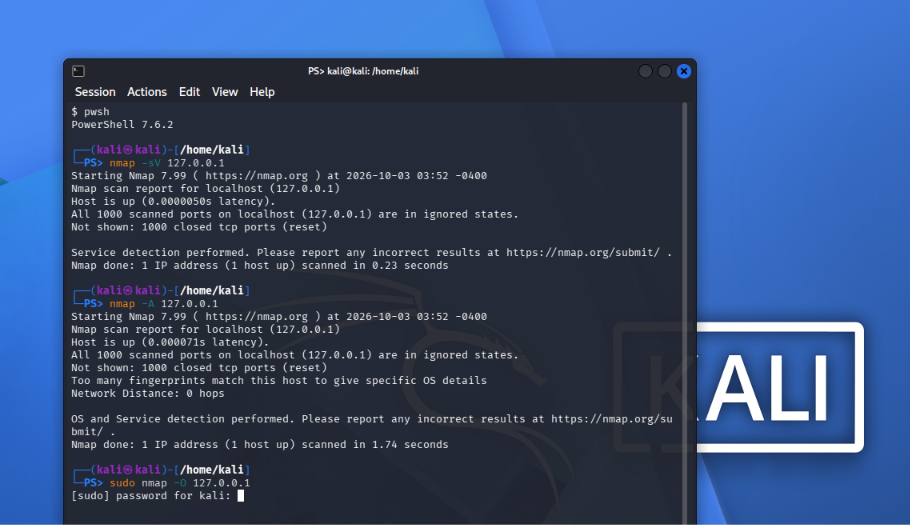 PS> kali@kali: /home/kali
Session Actions Edit View Help
$ pwsh
PowerShell 7.6.2
┌──(kali㉿kali)-[/home/kali]
└─PS> nmap -sV 127.0.0.1
Starting Nmap 7.99 ( https://nmap.org ) at 2026-10-03 03:52 -0400
Nmap scan report for localhost (127.0.0.1)
Host is up (0.0000050s latency).
All 1000 scanned ports on localhost (127.0.0.1) are in ignored states.
Not shown: 1000 closed tcp ports (reset)
Service detection performed. Please report any incorrect results at https://nmap.org/submit/ .
Nmap done: 1 IP address (1 host up) scanned in 0.23 seconds
┌──(kali㉿kali)-[/home/kali]
└─PS> nmap -A 127.0.0.1
Starting Nmap 7.99 ( https://nmap.org ) at 2026-10-03 03:52 -0400
Nmap scan report for localhost (127.0.0.1)
Host is up (0.000071s latency).
All 1000 scanned ports on localhost (127.0.0.1) are in ignored states.
Not shown: 1000 closed tcp ports (reset)
Too many fingerprints match this host to give specific OS details
Network Distance: 0 hops
OS and Service detection performed. Please report any incorrect results at https://nmap.org/su
bmit/ .
Nmap done: 1 IP address (1 host up) scanned in 1.74 seconds
┌──(kali㉿kali)-[/home/kali]
└─PS> sudo nmap -O 127.0.0.1
[sudo] password for kali:
KALI